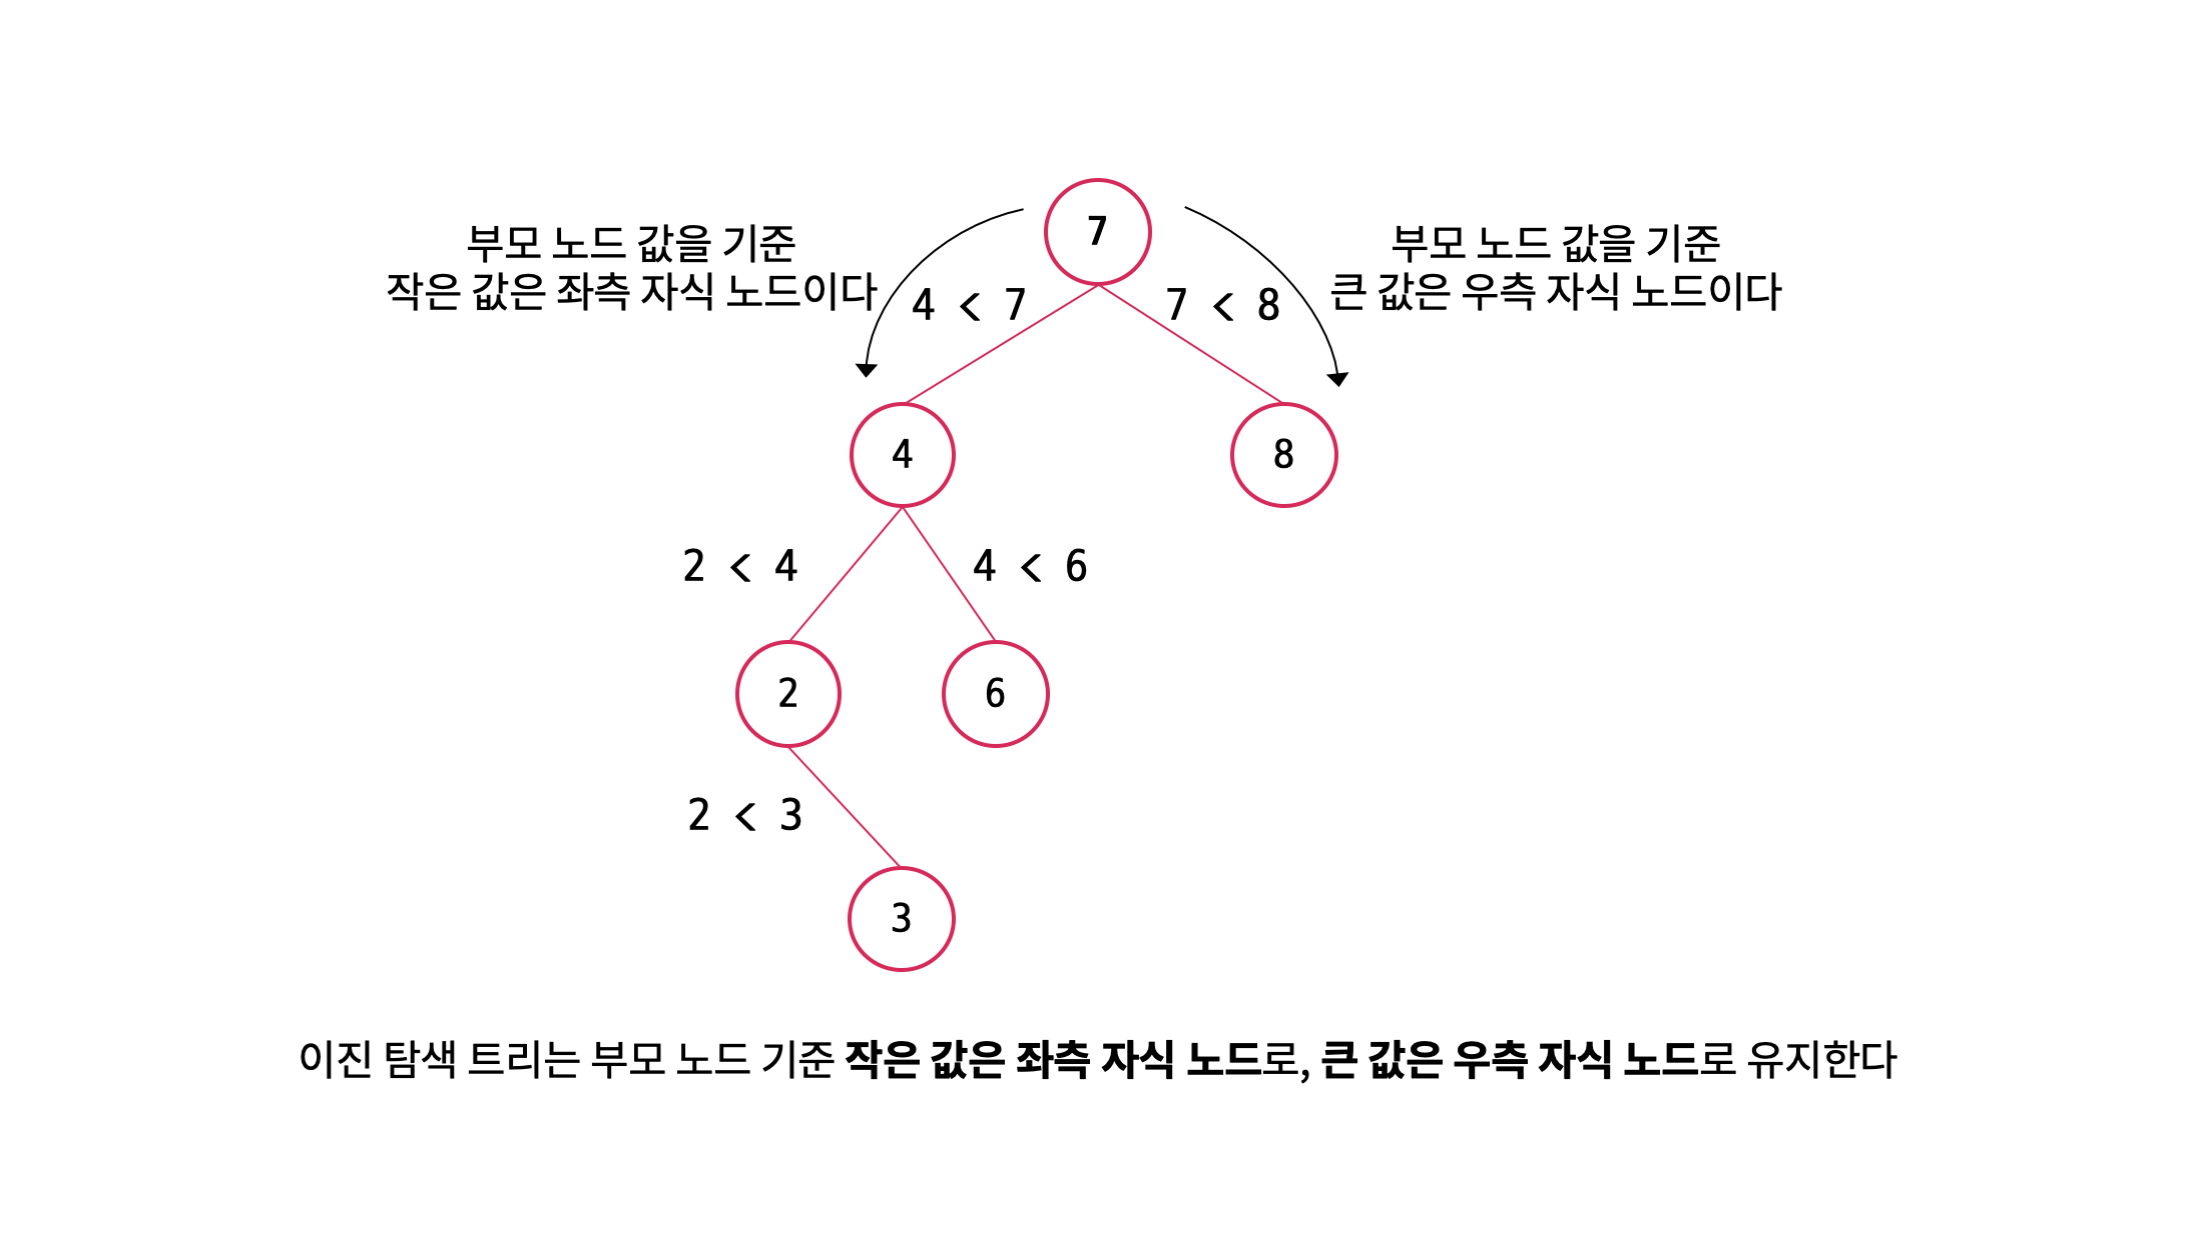 7
부모 노드 값을 기준
작은 값은 좌측 자식 노드이다
부모 노드 값을 기준
큰 값은 우측 자식 노드이다
4 < 7
7 < 8
4
8
2 < 4
4 < 6
2
6
2 < 3
3
이진 탐색 트리는 부모 노드 기준 작은 값은 좌측 자식 노드로, 큰 값은 우측 자식 노드로 유지한다